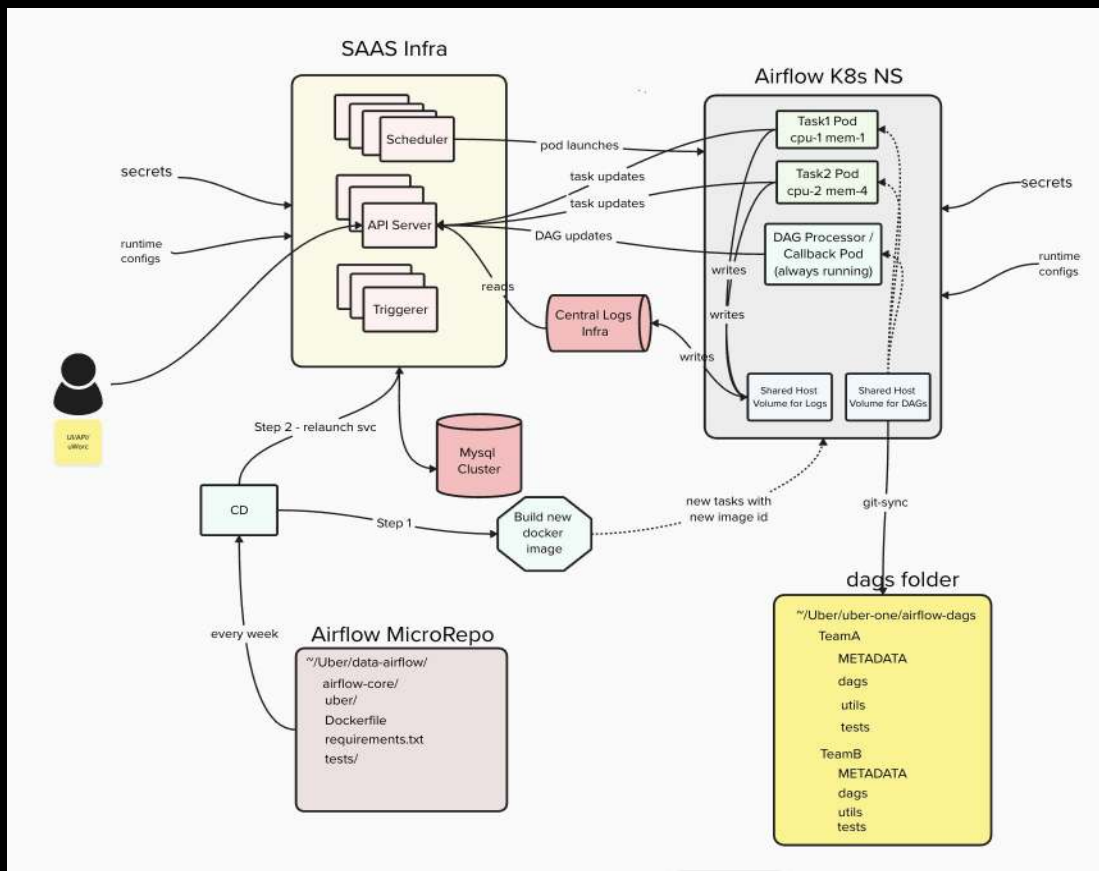 SAAS Infra
Airflow K8s NS
Scheduler
API Server
Triggerer
secrets
runtime
configs
pod launches
task updates
task updates
DAG updates
reads
Task1 Pod
cpu-1 mem-1
Task2 Pod
cpu-2 mem-4
DAG Processor /
Callback Pod
(always running)
writes
writes
writes
Shared Host
Volume for Logs
Shared Host
Volume for DAGs
secrets
runtime
configs
Central Logs
Infra
UI/API/
uWorc
Step 2 - relaunch svc
Mysql
Cluster
CD
Step 1
Build new
docker
image
new tasks with
new image id
git-sync
every week
Airflow MicroRepo
~/Uber/data-airflow/
airflow-core/
uber/
Dockerfile
requirements.txt
tests/
dags folder
~/Uber/uber-one/airflow-dags
TeamA
METADATA
dags
utils
tests
TeamB
METADATA
dags
utils
tests